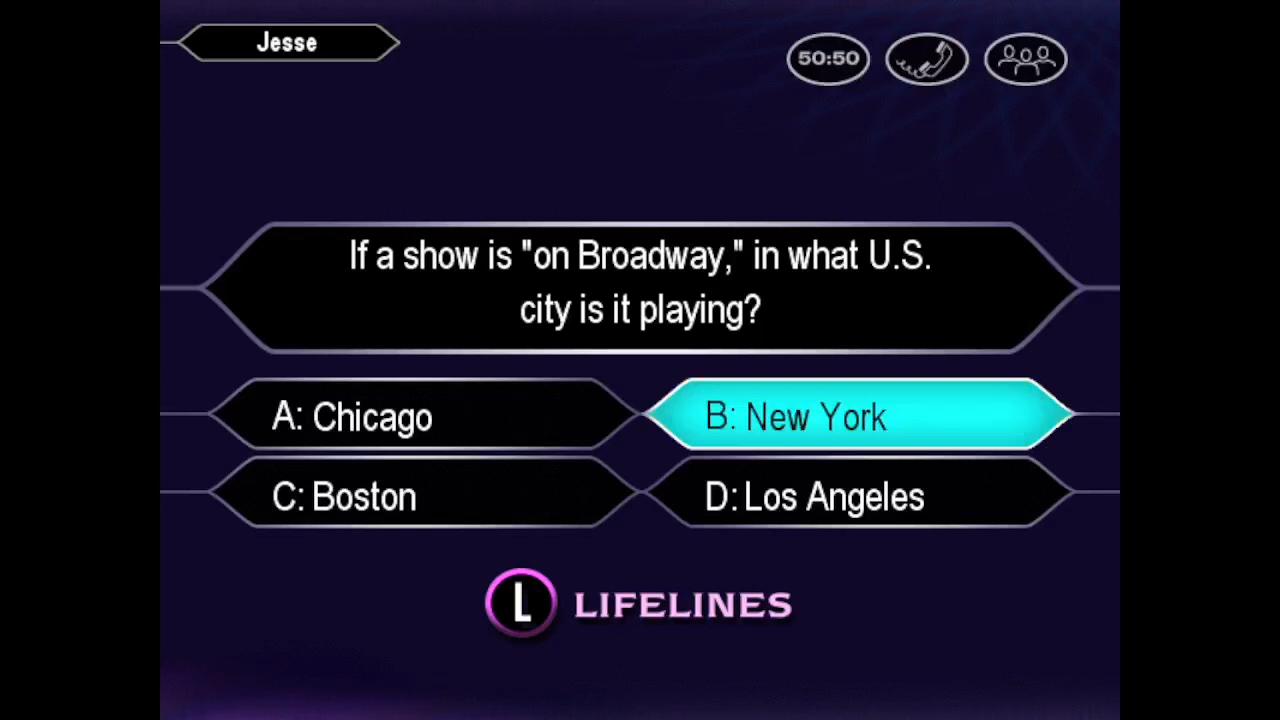 Jesse
50:50
If a show is "on Broadway," in what U.S.
city is it playing?
A: Chicago
B: New York
C: Boston
D: Los Angeles
L LIFELINES